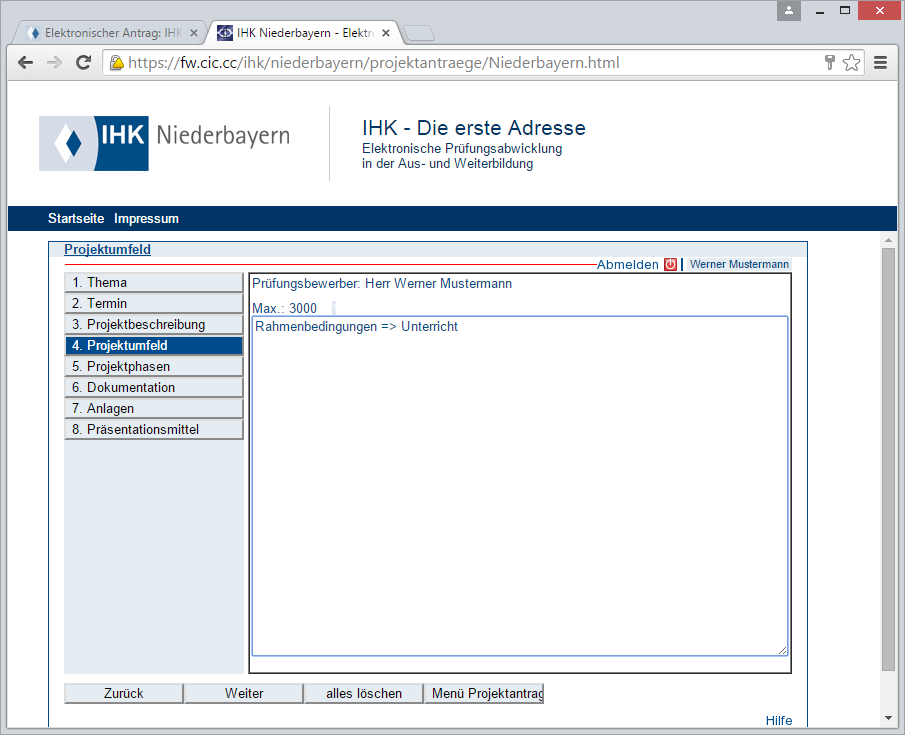 Elektronischer Antrag: IHK
IHK Niederbayern - Elektr
https://fw.cic.cc/ihk/niederbayern/projektantraege/Niederbayern.html
IHK Niederbayern
IHK - Die erste Adresse
Elektronische Prüfungsabwicklung
in der Aus- und Weiterbildung
Startseite Impressum
Projektumfeld
Abmelden Werner Mustermann
1. Thema
2. Termin
3. Projektbeschreibung
4. Projektumfeld
5. Projektphasen
6. Dokumentation
7. Anlagen
8. Präsentationsmittel
Prüfungsbewerber: Herr Werner Mustermann
Max.: 3000
Rahmenbedingungen => Unterricht
Zurück Weiter alles löschen Menü Projektantrag
Hilfe